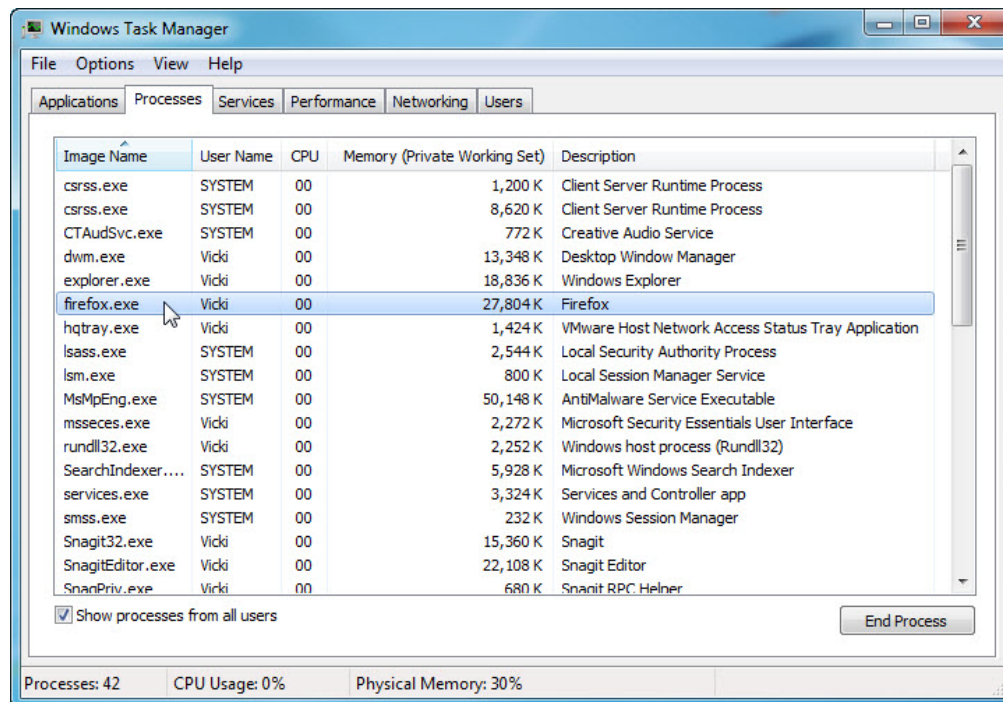 Windows Task Manager
File Options View Help
Applications Processes Services Performance Networking Users
Image Name User Name CPU Memory (Private Working Set) Description
csrss.exe SYSTEM 00 1,200 K Client Server Runtime Process
csrss.exe SYSTEM 00 8,620 K Client Server Runtime Process
CTAudSvc.exe SYSTEM 00 772 K Creative Audio Service
dwm.exe Vicki 00 13,348 K Desktop Window Manager
explorer.exe Vicki 00 18,836 K Windows Explorer
firefox.exe Vicki 00 27,804 K Firefox
hqtray.exe Vicki 00 1,424 K VMware Host Network Access Status Tray Application
lsass.exe SYSTEM 00 2,544 K Local Security Authority Process
lsm.exe SYSTEM 00 800 K Local Session Manager Service
MsMpEng.exe SYSTEM 00 50,148 K AntiMalware Service Executable
msseces.exe Vicki 00 2,272 K Microsoft Security Essentials User Interface
rundll32.exe Vicki 00 2,252 K Windows host process (Rundll32)
SearchIndexer.... SYSTEM 00 5,928 K Microsoft Windows Search Indexer
services.exe SYSTEM 00 3,324 K Services and Controller app
smss.exe SYSTEM 00 232 K Windows Session Manager
Snagit32.exe Vicki 00 15,360 K Snagit
SnagitEditor.exe Vicki 00 22,108 K Snagit Editor
SnagPriv.exe Vicki 00 680 K Snagit RPC Helper
Show processes from all users
End Process
Processes: 42 CPU Usage: 0% Physical Memory: 30%